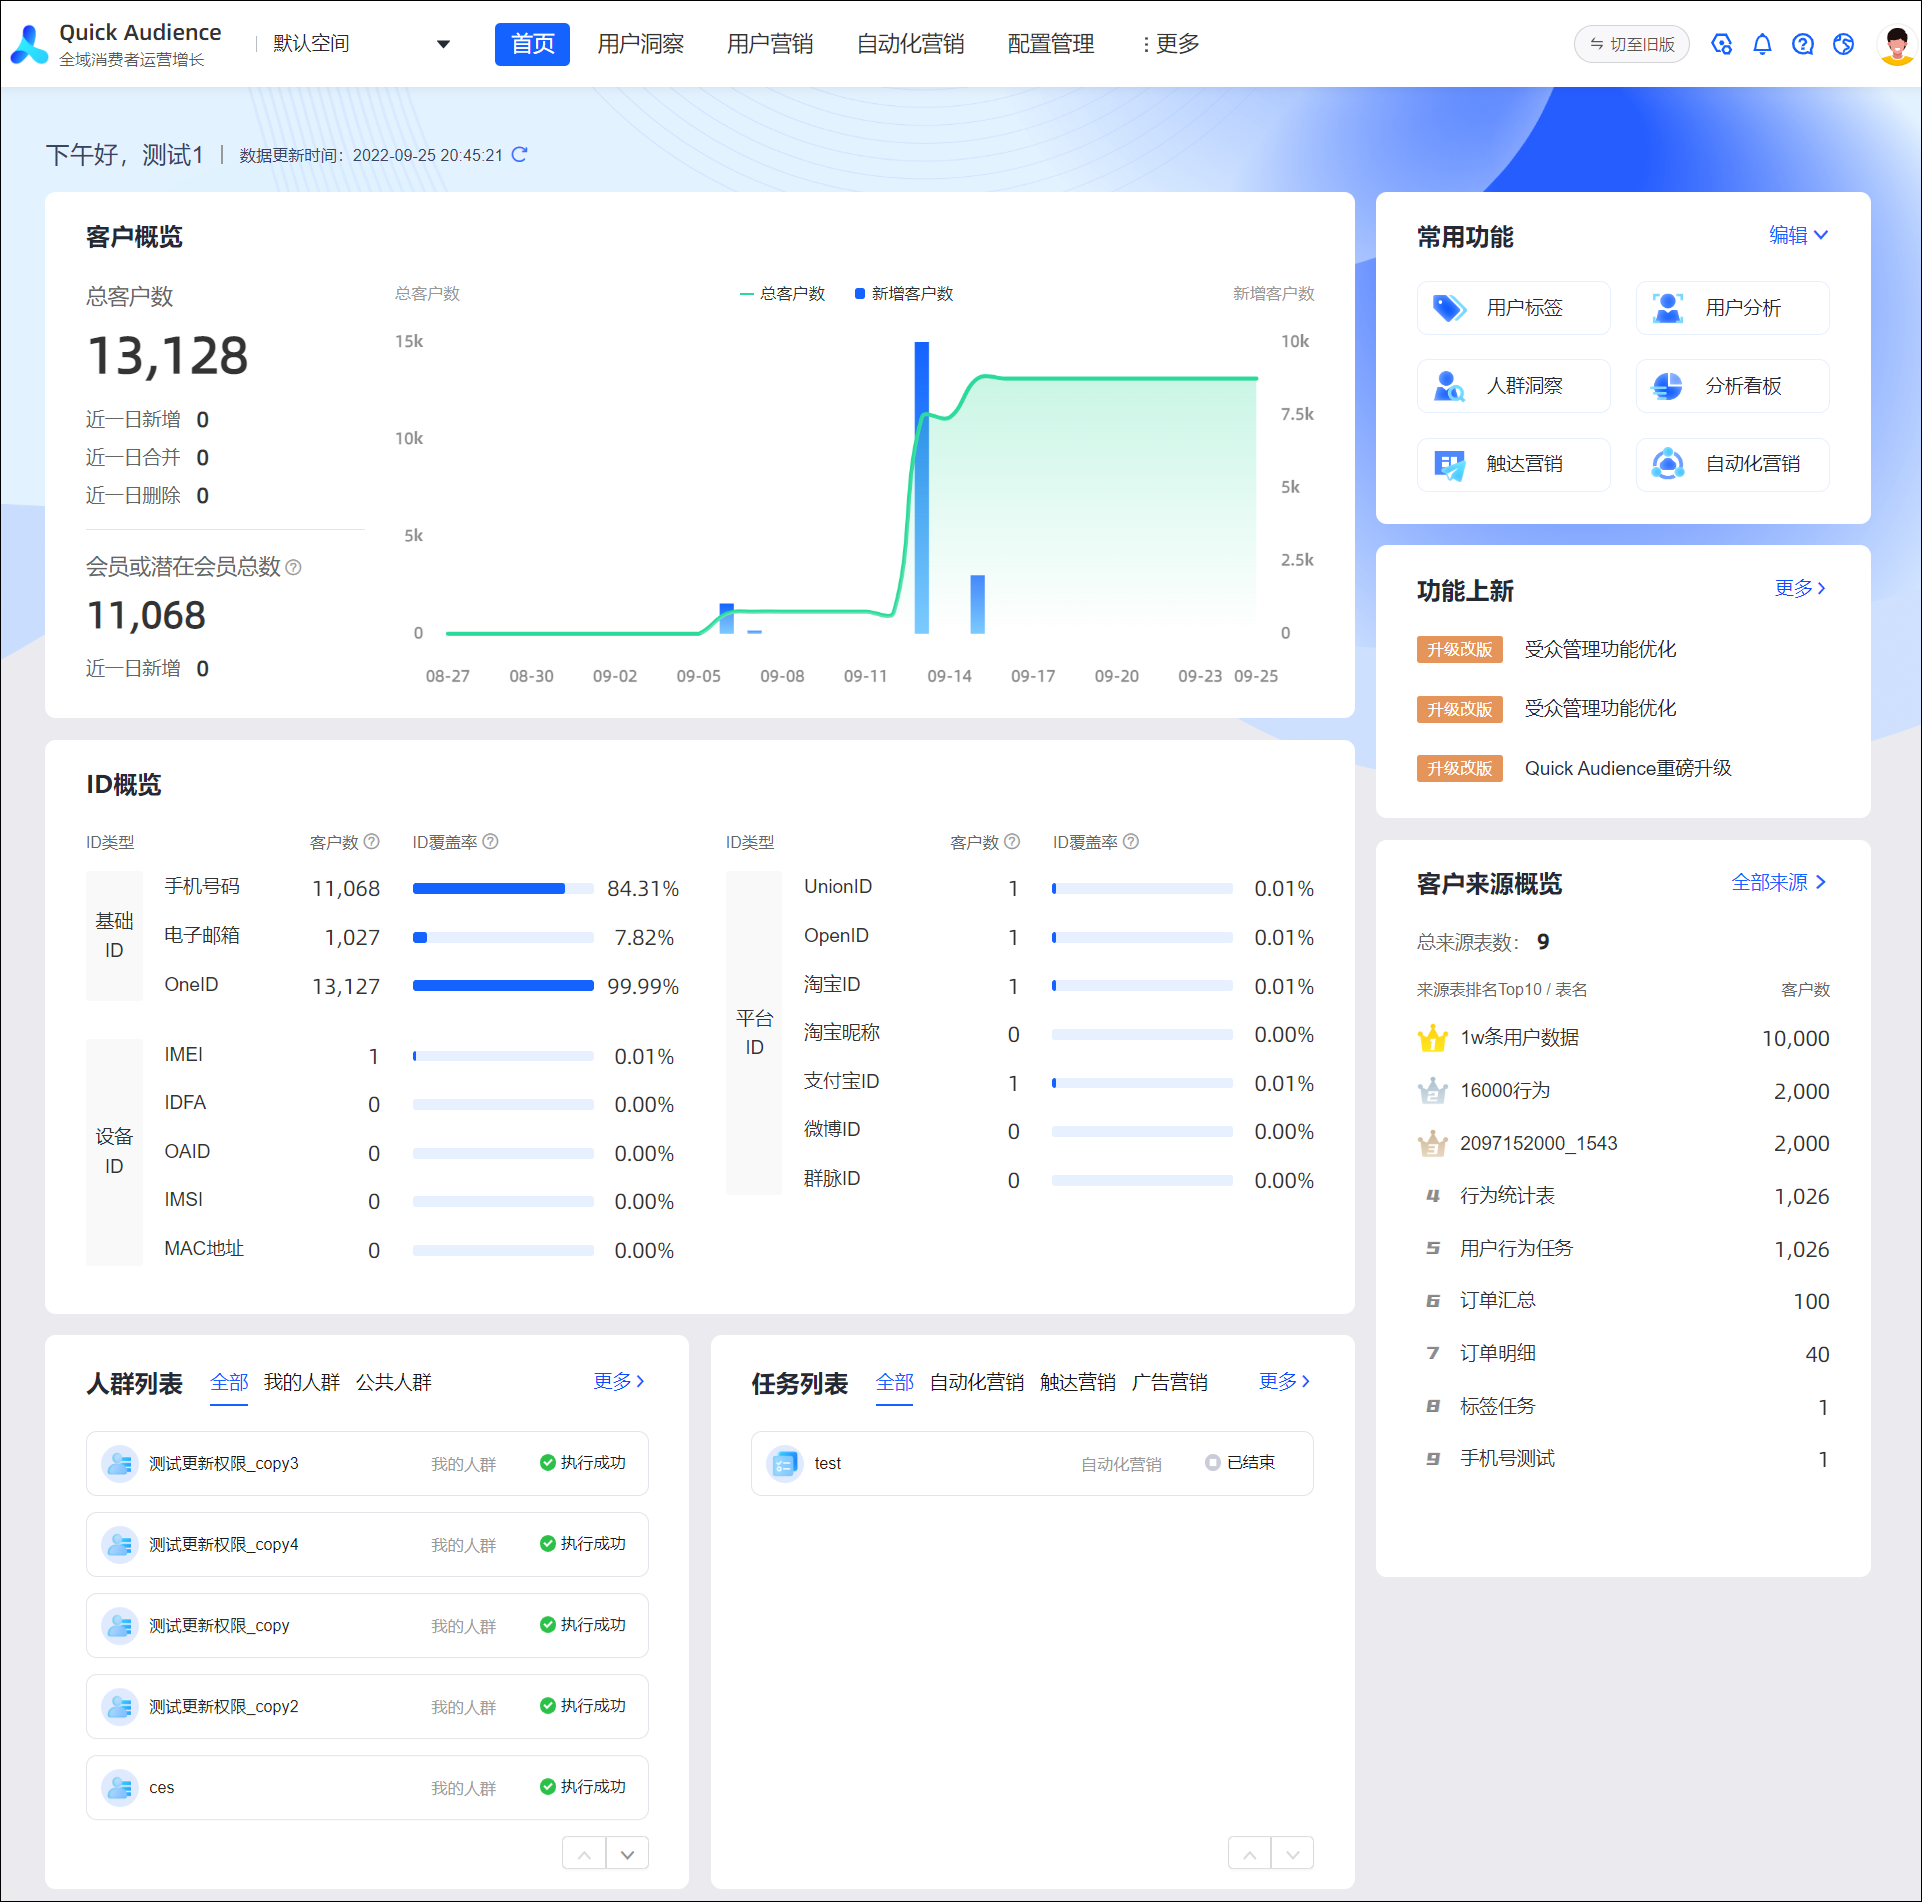 Quick Audience
全域消费者运营增长
默认空间
首页 用户洞察 用户营销 自动化营销 配置管理 更多
切至旧版
下午好，测试1 数据更新时间：2022-09-25 20:45:21
客户概览
总客户数
13,128
近一日新增 0
近一日合并 0
近一日删除 0
会员或潜在会员总数
11,068
近一日新增 0
总客户数 总客户数 新增客户数 新增客户数
15k
10k
5k
0
10k
7.5k
5k
2.5k
0
08-27 08-30 09-02 09-05 09-08 09-11 09-14 09-17 09-20 09-23 09-25
常用功能 编辑
用户标签 用户分析
人群洞察 分析看板
触达营销 自动化营销
功能上新 更多
升级改版 受众管理功能优化
升级改版 受众管理功能优化
升级改版 Quick Audience重磅升级
ID概览
ID类型 客户数 ID覆盖率
基础
ID
手机号码 11,068 84.31%
电子邮箱 1,027 7.82%
OneID 13,127 99.99%
设备
ID
IMEI 1 0.01%
IDFA 0 0.00%
OAID 0 0.00%
IMSI 0 0.00%
MAC地址 0 0.00%
ID类型 客户数 ID覆盖率
平台
ID
UnionID 1 0.01%
OpenID 1 0.01%
淘宝ID 1 0.01%
淘宝昵称 0 0.00%
支付宝ID 1 0.01%
微博ID 0 0.00%
群脉ID 0 0.00%
客户来源概览 全部来源
总来源表数： 9
来源表排名Top10 / 表名 客户数
1 1w条用户数据 10,000
2 16000行为 2,000
3 2097152000_1543 2,000
4 行为统计表 1,026
5 用户行为任务 1,026
6 订单汇总 100
7 订单明细 40
8 标签任务 1
9 手机号测试 1
人群列表 全部 我的人群 公共人群 更多
测试更新权限_copy3 我的人群 执行成功
测试更新权限_copy4 我的人群 执行成功
测试更新权限_copy 我的人群 执行成功
测试更新权限_copy2 我的人群 执行成功
ces 我的人群 执行成功
任务列表 全部 自动化营销 触达营销 广告营销 更多
test 自动化营销 已结束